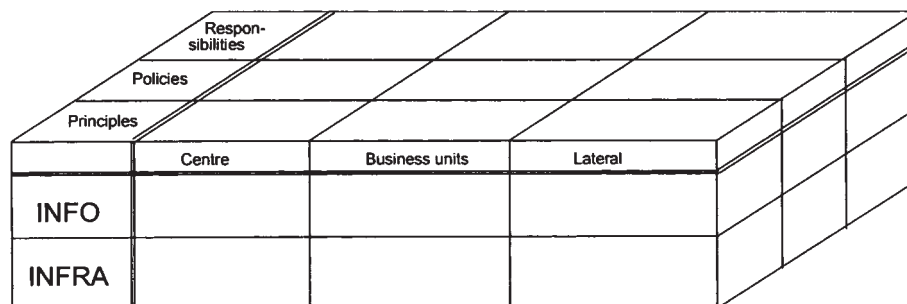 Respon-
sibilities
Policies
Principles
Centre Business units Lateral
INFO
INFRA